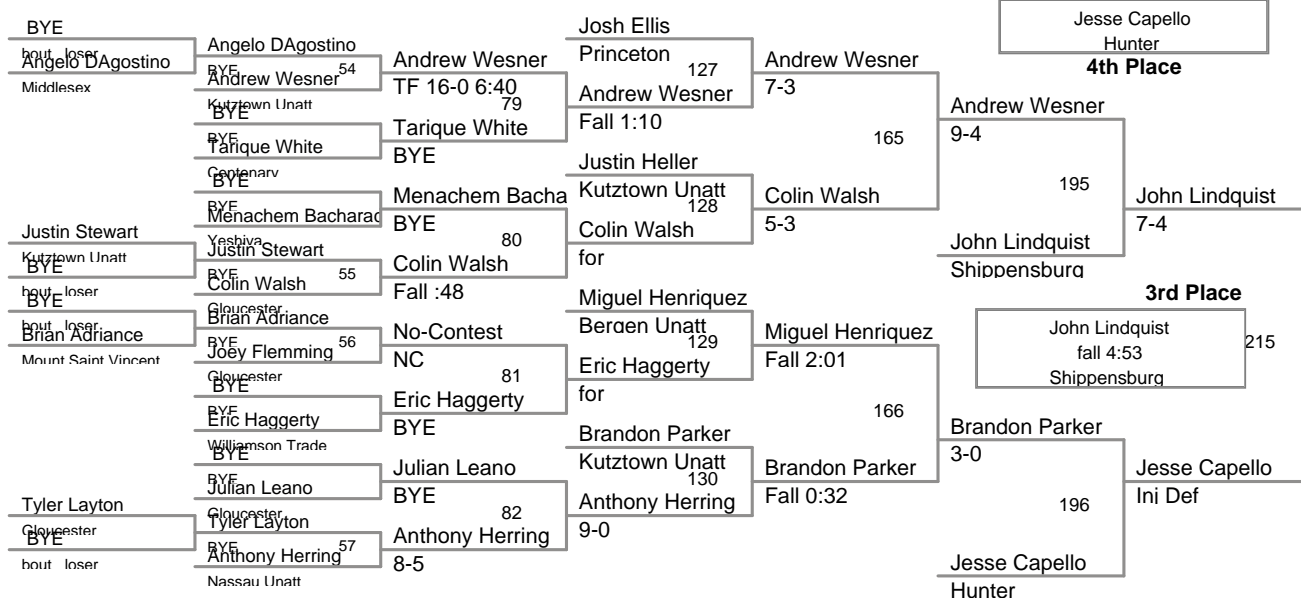 BYE
bout loser
Angelo DAgostino
Middlesex
Justin Stewart
Kutztown Unatt
BYE
bout loser
BYE
bout loser
Brian Adriance
Mount Saint Vincent
Tyler Layton
Gloucester
BYE
bout loser
Angelo DAgostino
BYE
54
Andrew Wesner
Kutztown Unatt
BYE
BYE
Tarique White
Centenary
BYE
BYE
Menachem Bacharac
Yeshiva
Justin Stewart
BYE
55
Colin Walsh
Gloucester
Brian Adriance
BYE
56
Joey Flemming
Gloucester
BYE
BYE
Eric Haggerty
Williamson Trade
BYE
BYE
Julian Leano
Gloucester
Tyler Layton
BYE
57
Anthony Herring
Nassau Unatt
Andrew Wesner
TF 16-0 6:40
79
Tarique White
BYE
Menachem Bacha
BYE
80
Colin Walsh
Fall :48
No-Contest
NC
81
Eric Haggerty
BYE
Julian Leano
BYE
82
Anthony Herring
8-5
Josh Ellis
Princeton
127
Andrew Wesner
Fall 1:10
Justin Heller
Kutztown Unatt
128
Colin Walsh
for
Miguel Henriquez
Bergen Unatt
129
Eric Haggerty
for
Brandon Parker
Kutztown Unatt
130
Anthony Herring
9-0
Andrew Wesner
7-3
165
Colin Walsh
5-3
Miguel Henriquez
Fall 2:01
166
Brandon Parker
Fall 0:32
Andrew Wesner
9-4
195
John Lindquist
Shippensburg
Brandon Parker
3-0
196
Jesse Capello
Hunter
John Lindquist
7-4
Jesse Capello
Inj Def
Jesse Capello
Hunter
4th Place
3rd Place
John Lindquist
fall 4:53
Shippensburg
215